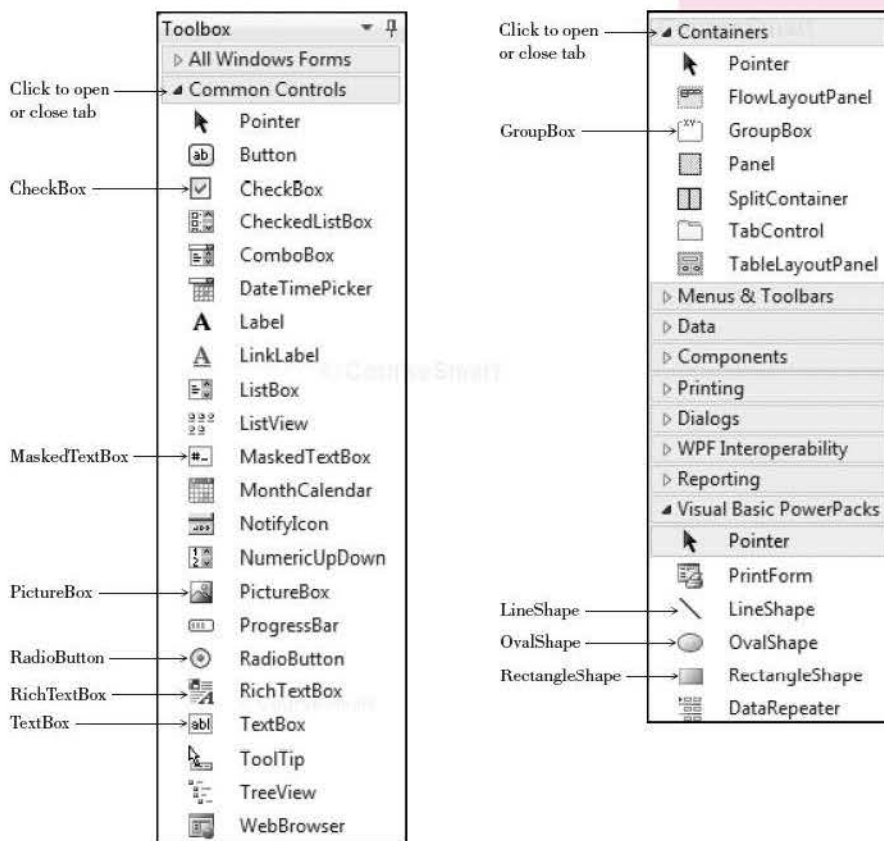 Toolbox
All Windows Forms
Click to open
or close tab
Common Controls
Pointer
Button
CheckBox
CheckBox
CheckedListBox
ComboBox
DateTimePicker
A Label
A LinkLabel
ListBox
ListView
MaskedTextBox
MaskedTextBox
MonthCalendar
NotifyIcon
NumericUpDown
PictureBox
PictureBox
ProgressBar
RadioButton
RadioButton
RichTextBox
RichTextBox
TextBox
abl TextBox
ToolTip
TreeView
WebBrowser
Click to open
or close tab
Containers
Pointer
FlowLayoutPanel
GroupBox
GroupBox
Panel
SplitContainer
TabControl
TableLayoutPanel
Menus & Toolbars
Data
Components
Printing
Dialogs
WPF Interoperability
Reporting
Visual Basic PowerPacks
Pointer
PrintForm
LineShape
LineShape
OvalShape
OvalShape
RectangleShape
RectangleShape
DataRepeater